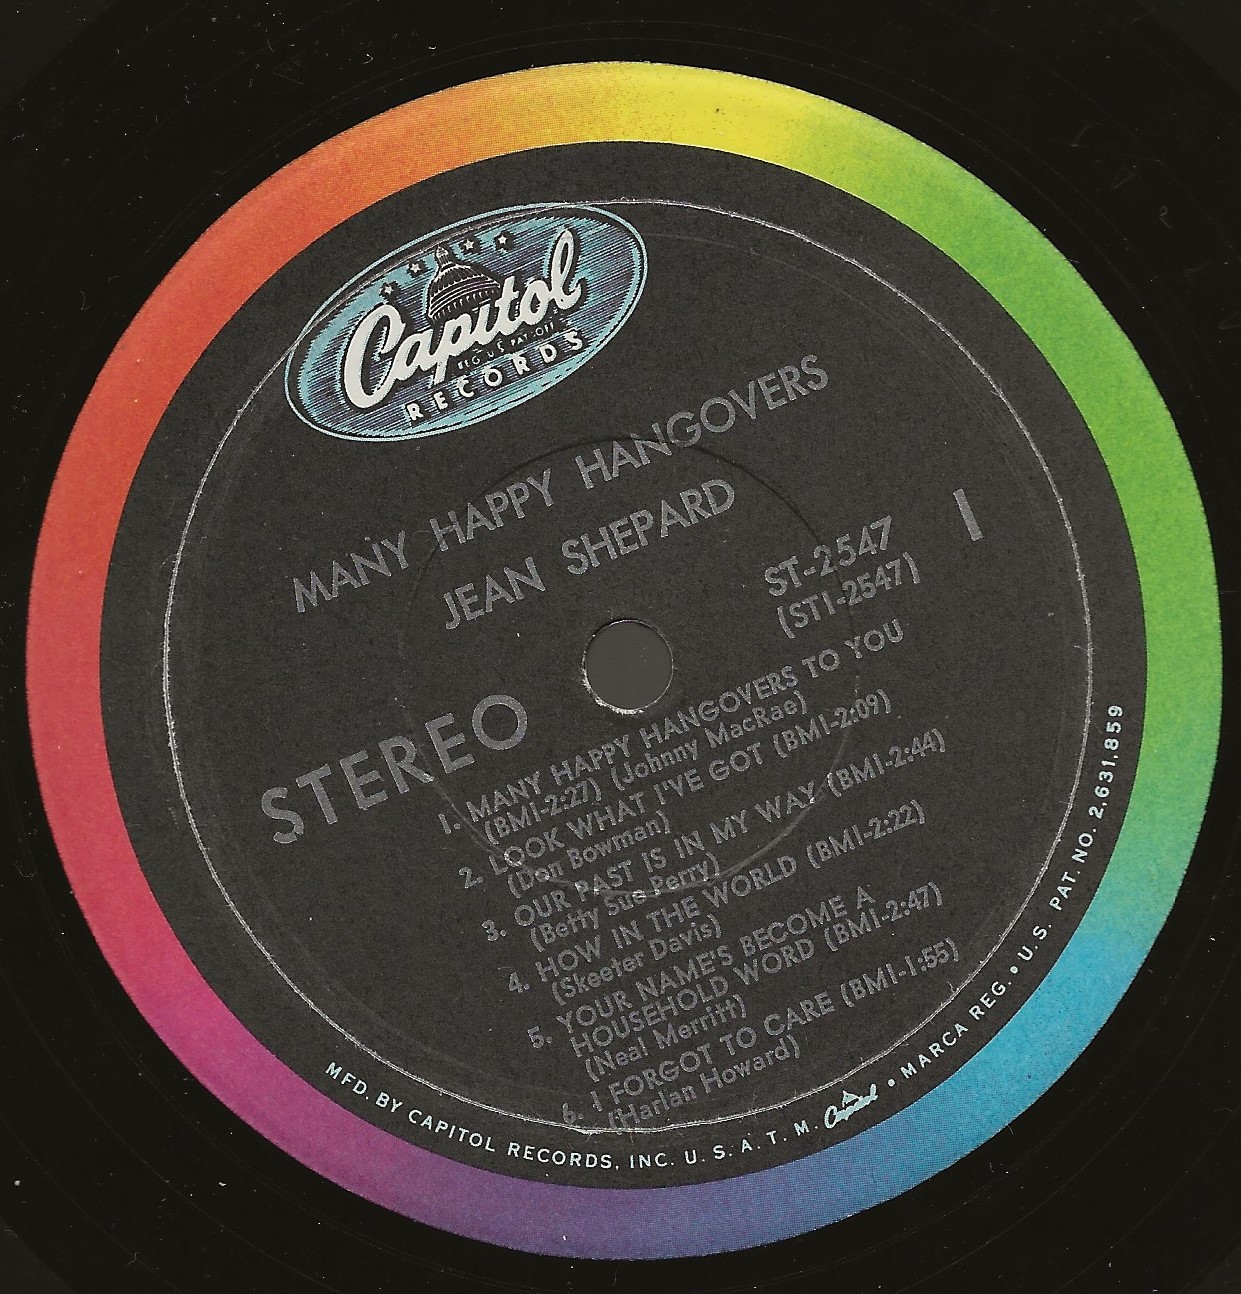 Capitol
REG. U.S. PAT. OFF.
RECORDS
MANY HAPPY HANGOVERS
JEAN SHEPARD
ST-2547
(ST1-2547)
1
STEREO
1. MANY HAPPY HANGOVERS TO YOU
(BMI-2:27) (Johnny MacRae)
2. LOOK WHAT I'VE GOT (BMI-2:09)
(Don Bowman)
3. OUR PAST IS IN MY WAY (BMI-2:44)
(Betty Sue Perry)
4. HOW IN THE WORLD (BMI-2:22)
(Skeeter Davis)
5. YOUR NAME'S BECOME A
HOUSEHOLD WORD (BMI-2:47)
(Neal Merritt)
6. I FORGOT TO CARE (BMI-1:55)
(Harlan Howard)
MFD. BY CAPITOL RECORDS, INC. U. S. A. T. M. Capitol • MARCA REG. • U.S. PAT. NO. 2,631,859